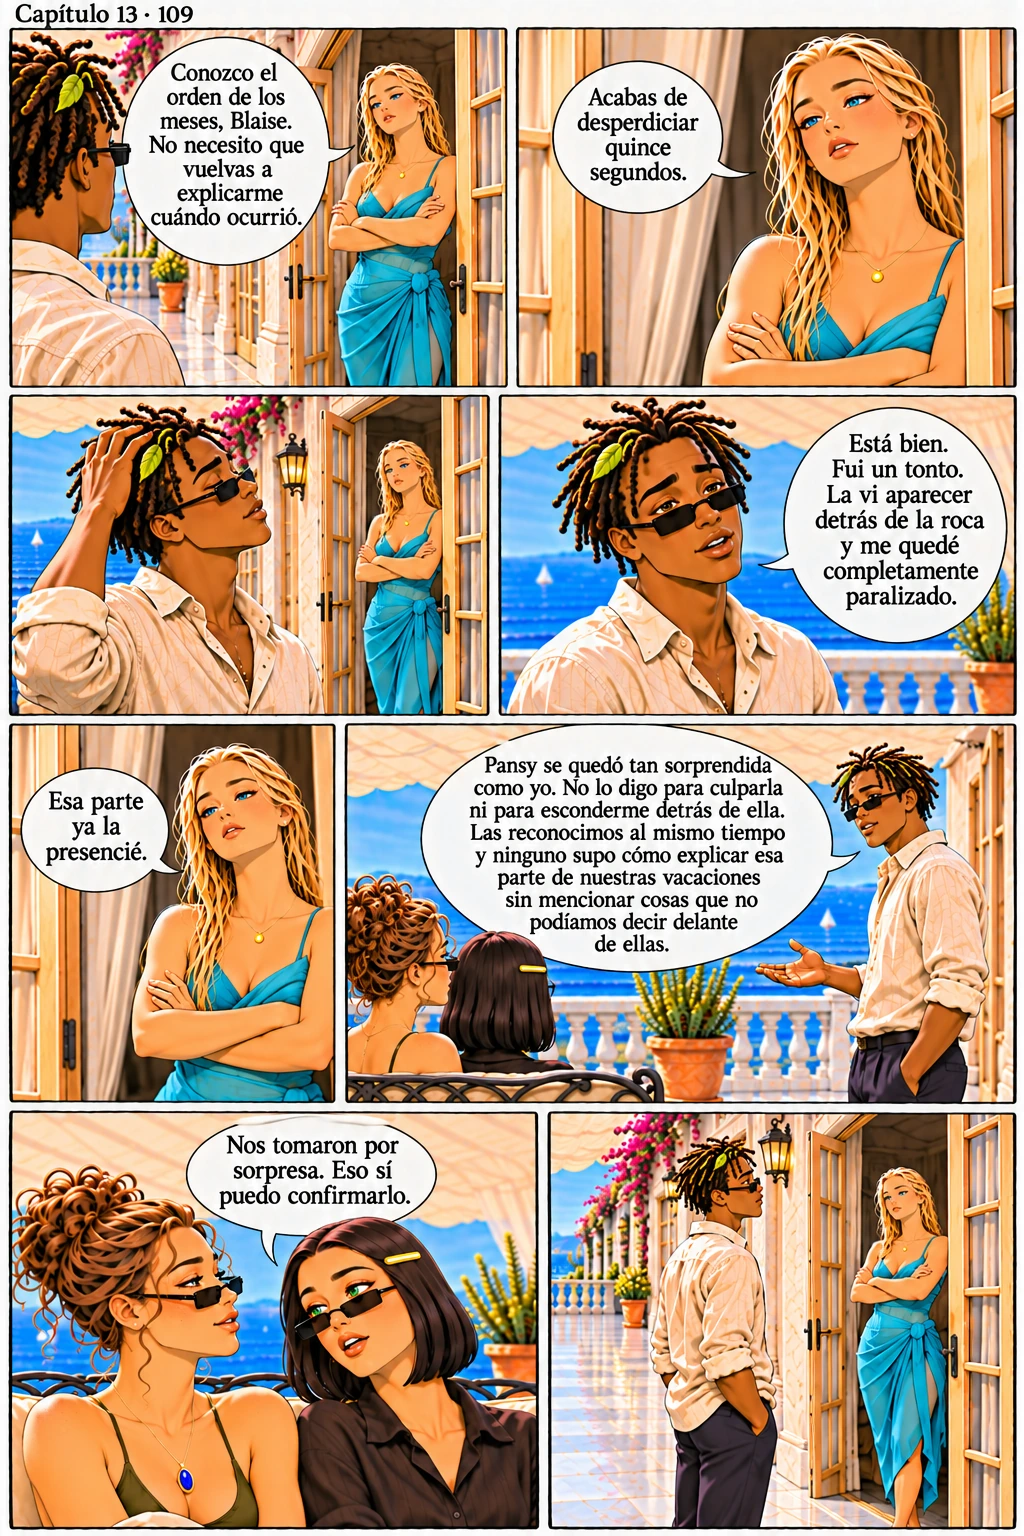 Capítulo 13 · 109
Conozco el
orden de los
meses, Blaise.
No necesito que
vuelvas a
explicarme
cuándo ocurrió.
Acabas de
desperdiciar
quince
segundos.
Está bien.
Fui un tonto.
La vi aparecer
detrás de la roca
y me quedé
completamente
paralizado.
Esa parte
ya la
presencié.
Pansy se quedó tan sorprendida
como yo. No lo digo para culparla
ni para esconderme detrás de ella.
Las reconocimos al mismo tiempo
y ninguno supo cómo explicar esa
parte de nuestras vacaciones
sin mencionar cosas que no
podíamos decir delante
de ellas.
Nos tomaron por
sorpresa. Eso sí
puedo confirmarlo.